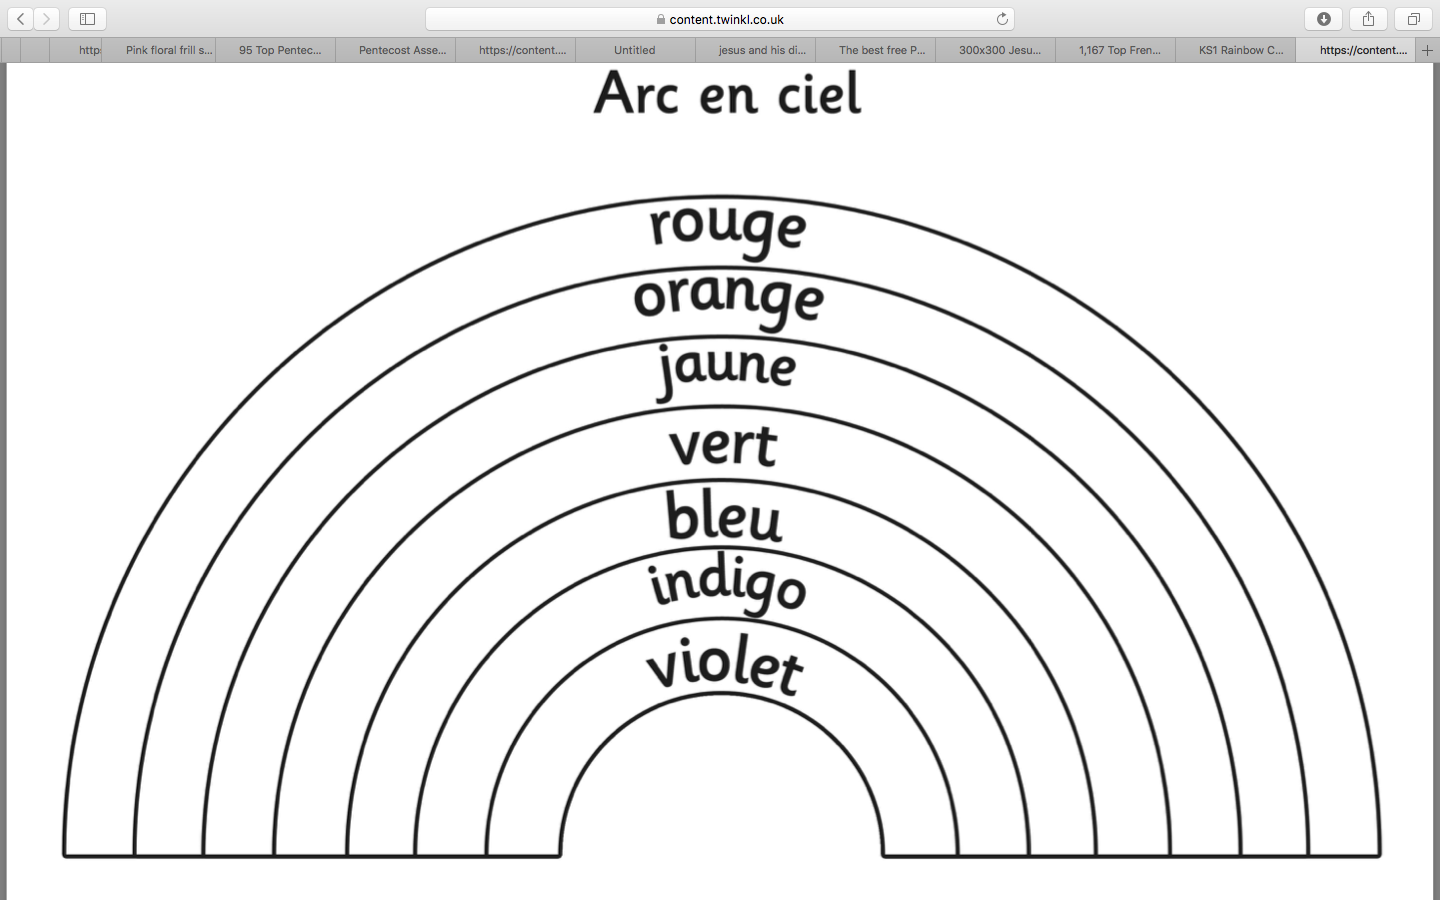 content.twinkl.co.uk
http
Pink floral frill s...
95 Top Pentec...
Pentecost Asse...
https://content....
Untitled
jesus and his di...
The best free P...
300x300 Jesu...
1,167 Top Fren...
KS1 Rainbow C...
https://content....
Arc en ciel
rouge
orange
jaune
vert
bleu
indigo
violet